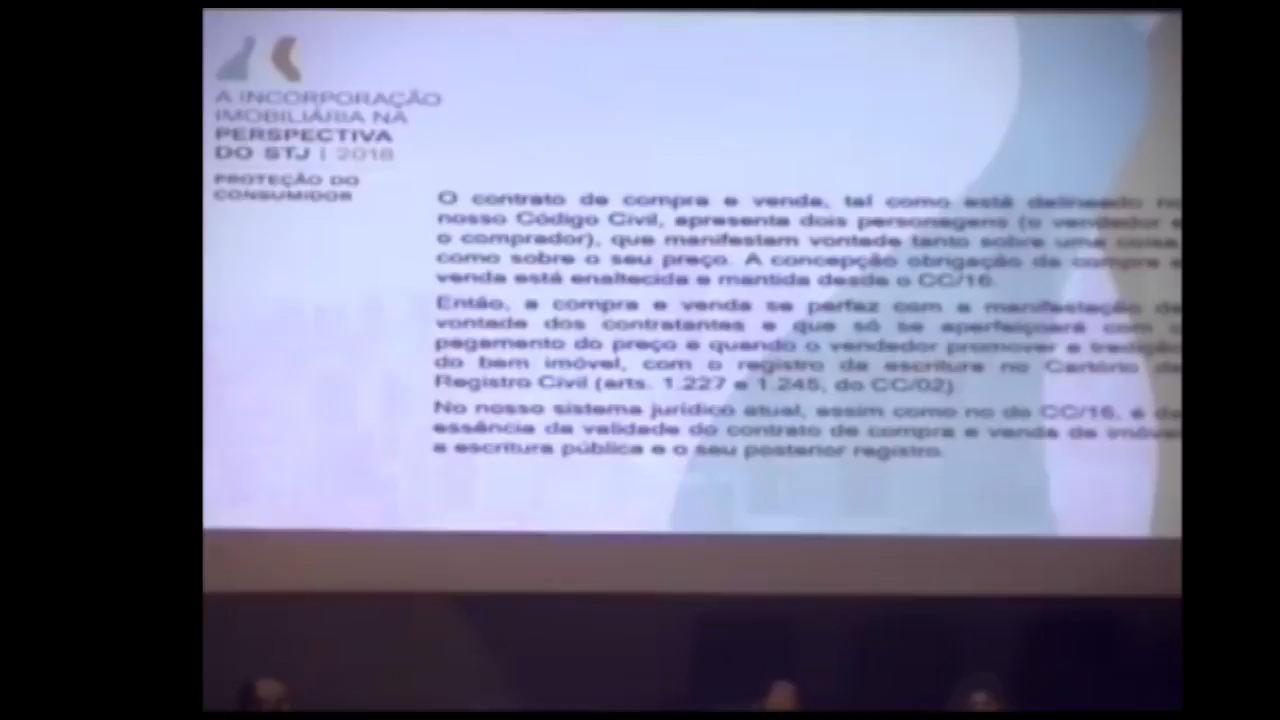 A INCORPORAÇÃO
IMOBILIÁRIA NA
PERSPECTIVA
DO STJ | 2018
PROTEÇÃO DO
CONSUMIDOR
O contrato de compra e venda, tal como está delineado no
nosso Código Civil, apresenta dois personagens (o vendedor e
o comprador), que manifestam vontade tanto sobre uma coisa
como sobre o seu preço. A concepção obrigação da compra e
venda está enaltecida e mantida desde o CC/16.
Então, a compra e venda se perfaz com a manifestação de
vontade dos contratantes e que só se aperfeiçoará com o
pagamento do preço e quando o vendedor promover a tradição
do bem imóvel, com o registro da escritura no Cartório de
Registro Civil (arts. 1.227 e 1.245, do CC/02).
No nosso sistema jurídico atual, assim como no do CC/16, é da
essência da validade do contrato de compra e venda de imóvel
a escritura pública e o seu posterior registro.